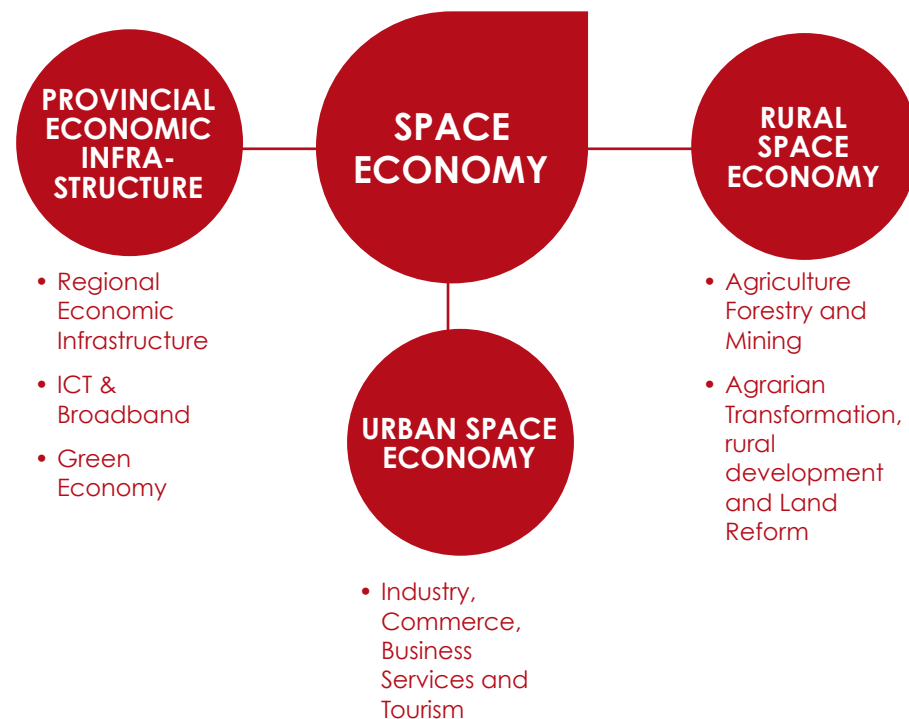 PROVINCIAL
ECONOMIC
INFRA-
STRUCTURE
SPACE
ECONOMY
RURAL
SPACE
ECONOMY
• Regional
Economic
Infrastructure
• ICT &
Broadband
• Green
Economy
URBAN SPACE
ECONOMY
• Industry,
Commerce,
Business
Services and
Tourism
• Agriculture
Forestry and
Mining
• Agrarian
Transformation,
rural
development
and Land
Reform